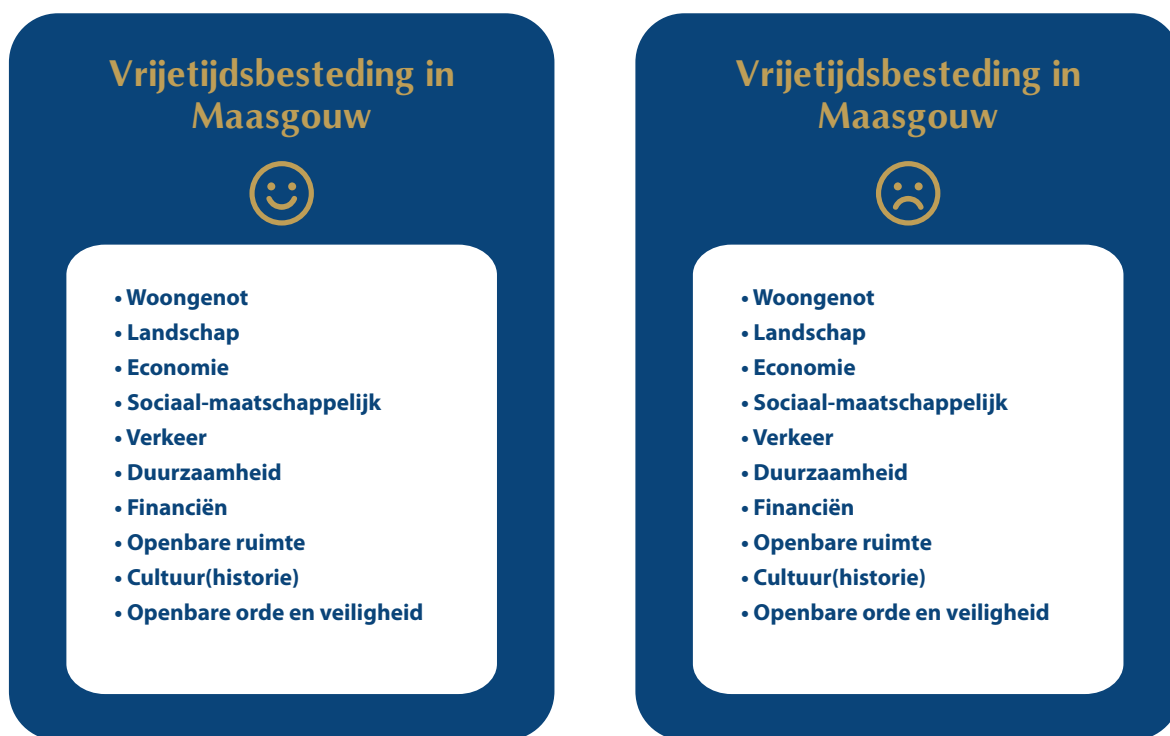 Vrijetijdsbesteding in
Maasgouw
• Woongenot
• Landschap
• Economie
• Sociaal-maatschappelijk
• Verkeer
• Duurzaamheid
• Financiën
• Openbare ruimte
• Cultuur(historie)
• Openbare orde en veiligheid
Vrijetijdsbesteding in
Maasgouw
• Woongenot
• Landschap
• Economie
• Sociaal-maatschappelijk
• Verkeer
• Duurzaamheid
• Financiën
• Openbare ruimte
• Cultuur(historie)
• Openbare orde en veiligheid